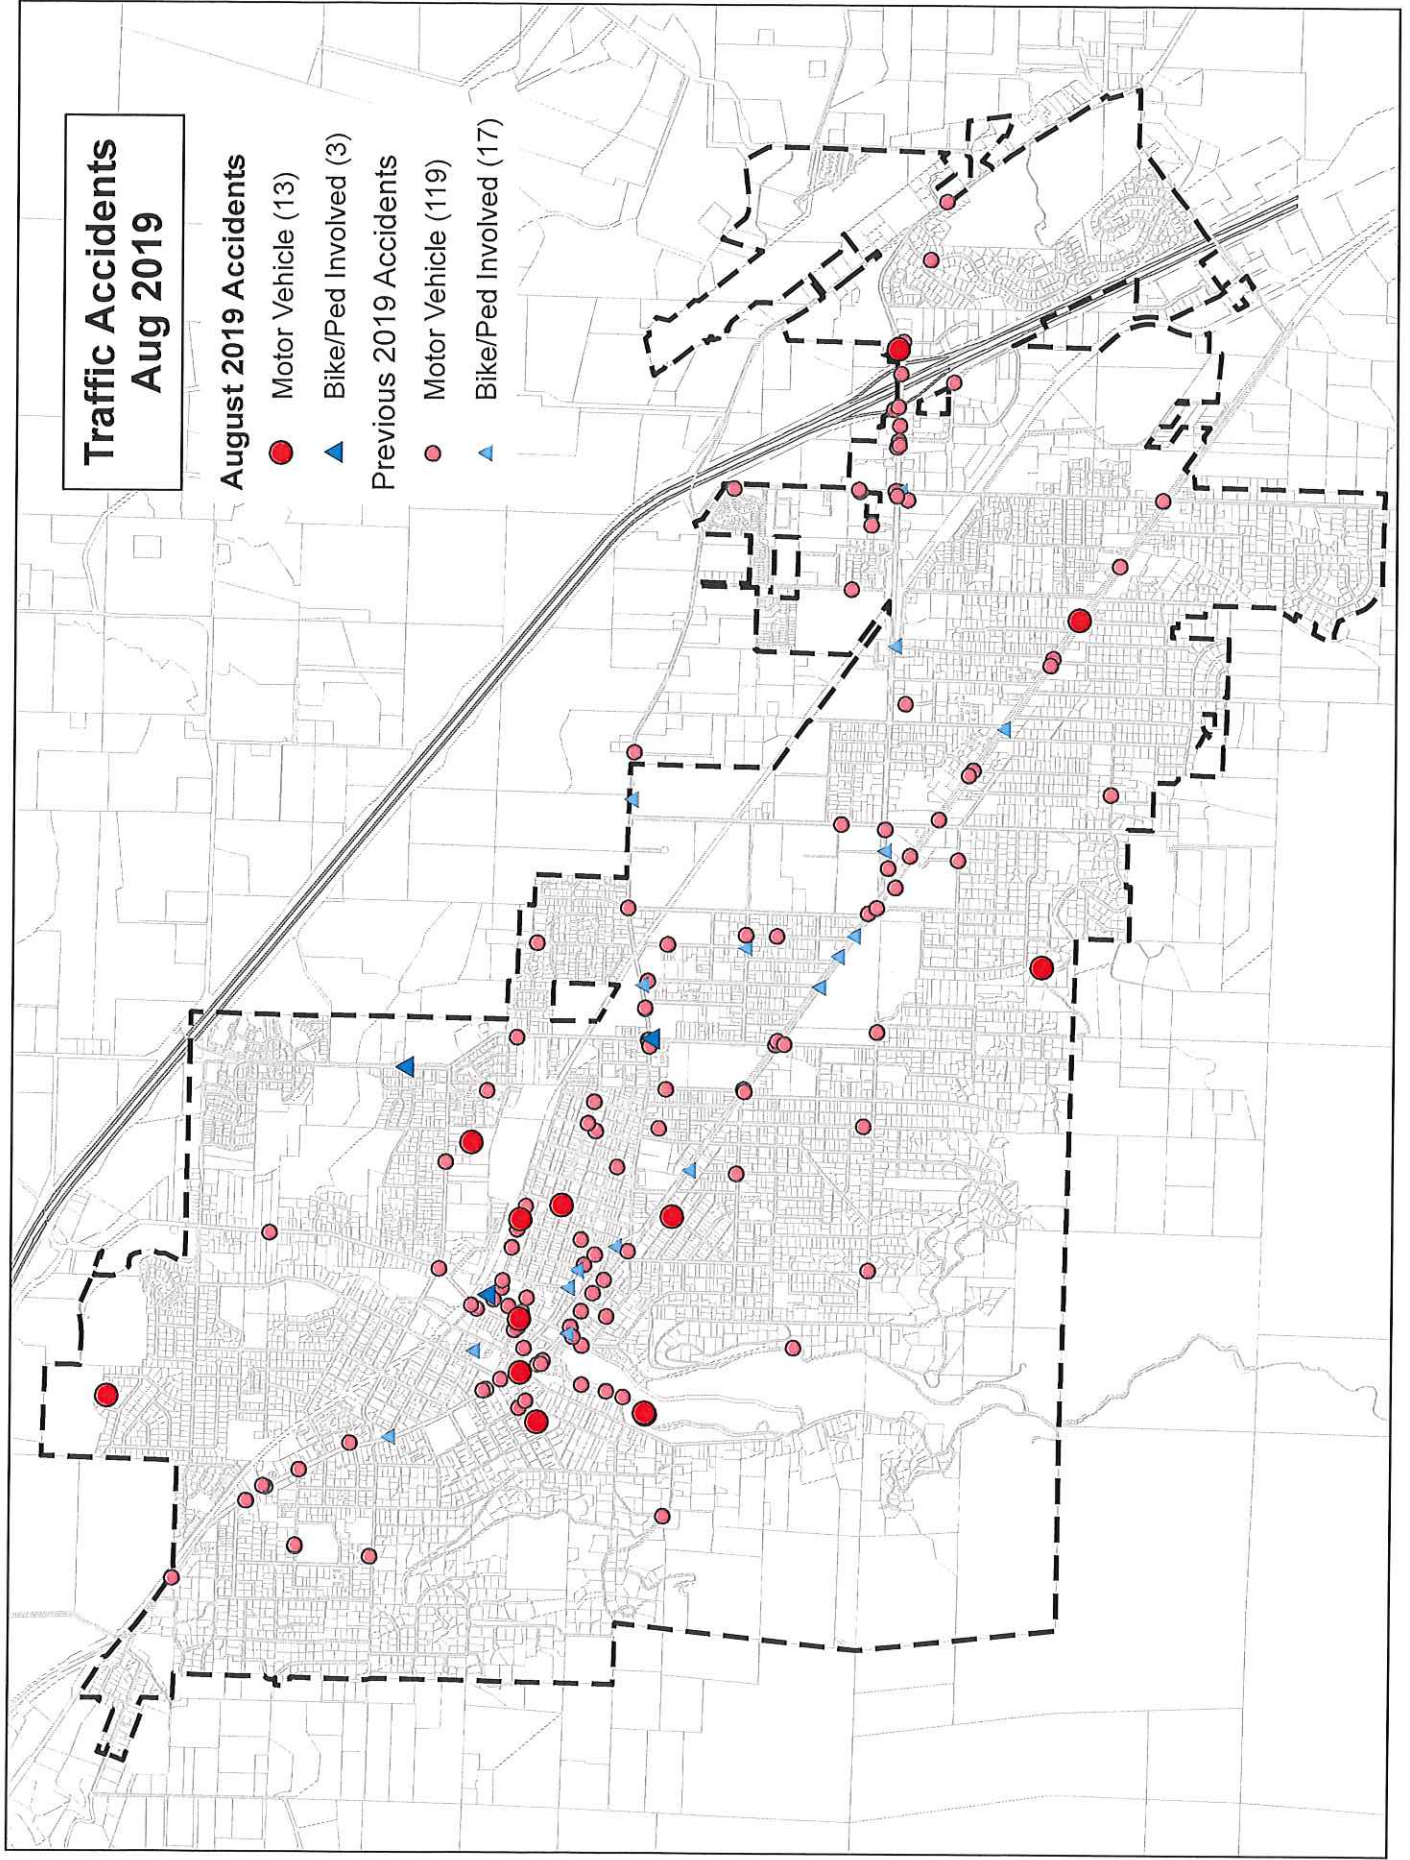 Traffic Accidents
Aug 2019
August 2019 Accidents
Motor Vehicle (13)
Bike/Ped Involved (3)
Previous 2019 Accidents
Motor Vehicle (119)
Bike/Ped Involved (17)